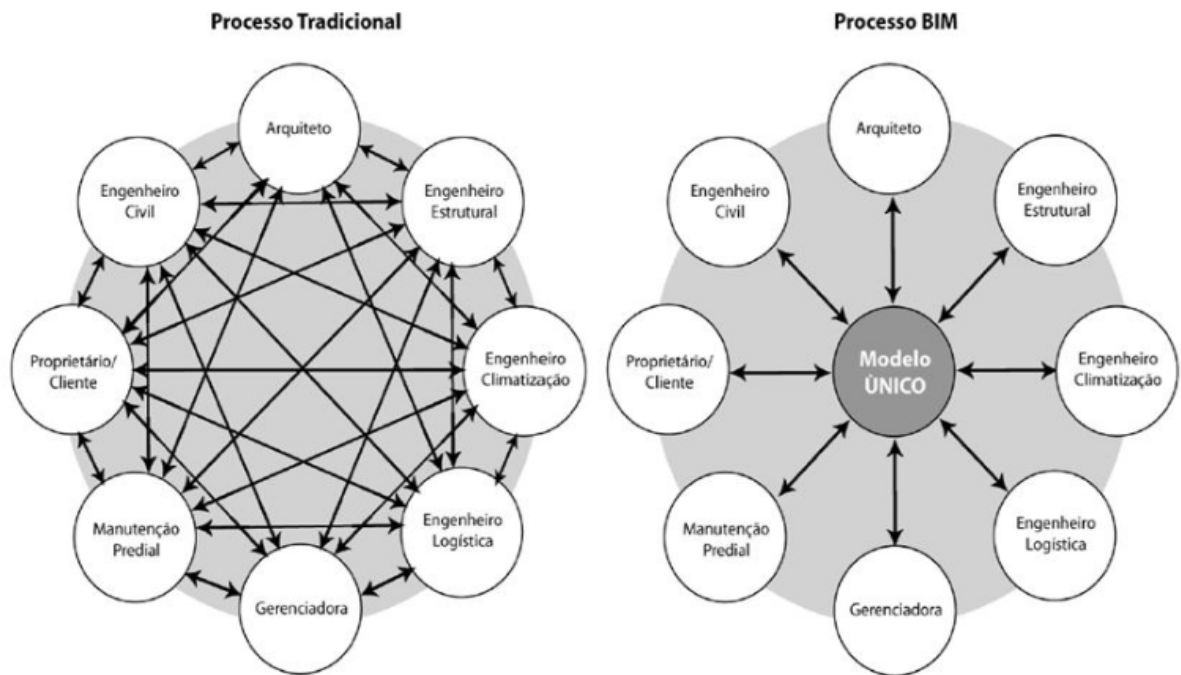 Processo Tradicional
Arquiteto
Engenheiro
Civil
Engenheiro
Estrutural
Proprietário/
Cliente
Engenheiro
Climatização
Manutenção
Predial
Engenheiro
Logística
Gerenciadora
Processo BIM
Arquiteto
Engenheiro
Civil
Engenheiro
Estrutural
Proprietário/
Cliente
Modelo
ÙNICO
Engenheiro
Climatização
Manutenção
Predial
Engenheiro
Logística
Gerenciadora